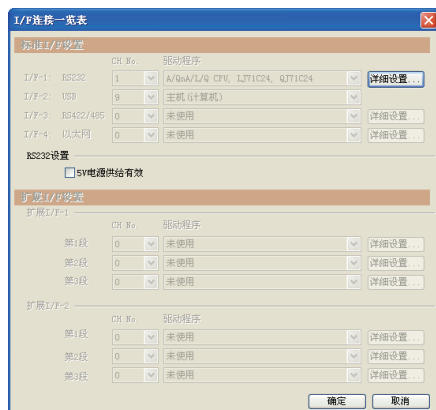 I/F连接一览表
标准I/F设置
CH No. 驱动程序
I/F-1: RS232 1 A/QnA/L/Q CPU, LJ71C24, QJ71C24 详细设置...
I/F-2: USB 9 主机(计算机)
I/F-3: RS422/485 0 未使用 详细设置...
I/F-4: 以太网 0 未使用 详细设置...
RS232设置
5V电源供给有效
扩展I/F设置
扩展I/F-1
CH No. 驱动程序
第1段 0 未使用 详细设置...
第2段 0 未使用 详细设置...
第3段 0 未使用 详细设置...
扩展I/F-2
CH No. 驱动程序
第1段 0 未使用 详细设置...
第2段 0 未使用 详细设置...
第3段 0 未使用 详细设置...
确定 取消